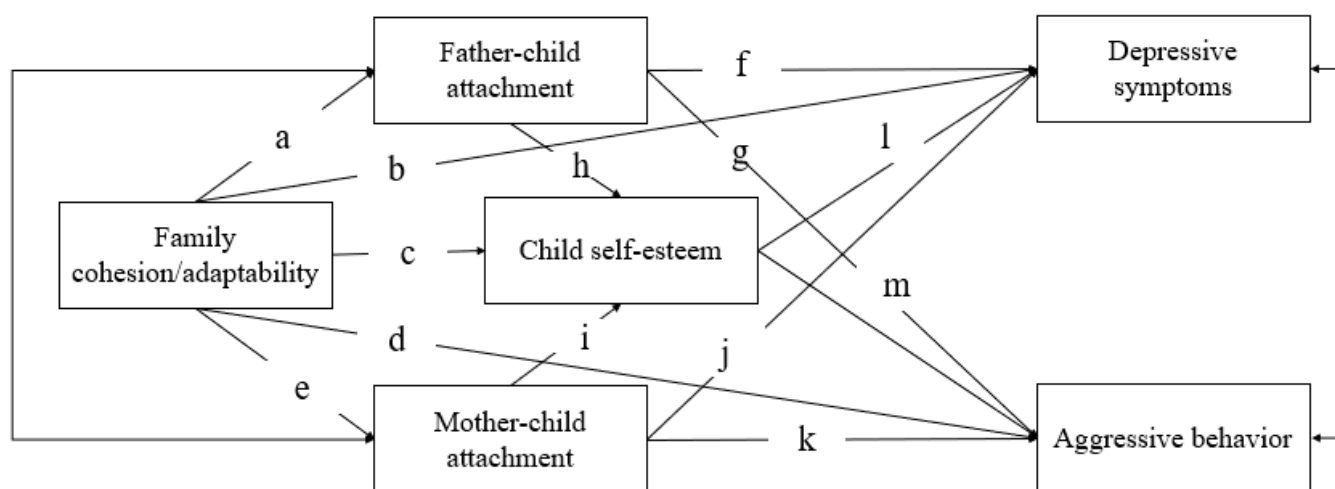 Father-child
attachment
f
Depressive
symptoms
a
b
h
g
l
Family
cohesion/adaptability
c
Child self-esteem
m
d
i
j
e
Mother-child
attachment
k
Aggressive behavior